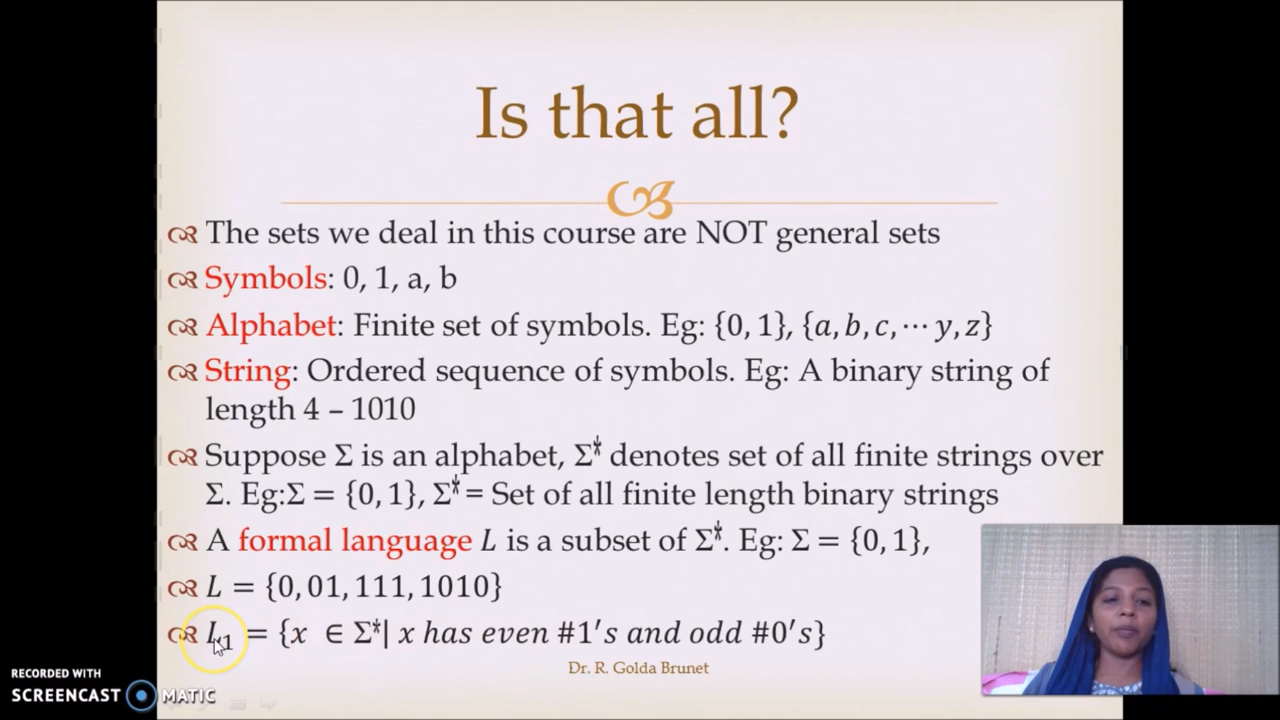 Is that all?
The sets we deal in this course are NOT general sets
Symbols: 0, 1, a, b
Alphabet: Finite set of symbols. Eg: {0, 1}, {a, b, c, ⋯ y, z}
String: Ordered sequence of symbols. Eg: A binary string of
length 4 – 1010
Suppose Σ is an alphabet, Σ* denotes set of all finite strings over
Σ. Eg:Σ = {0, 1}, Σ* = Set of all finite length binary strings
A formal language L is a subset of Σ*. Eg: Σ = {0, 1},
L = {0, 01, 111, 1010}
L₁ = {x ∈ Σ*| x has even #1′s and odd #0′s}
Dr. R. Golda Brunet
RECORDED WITH
SCREENCAST MATIC